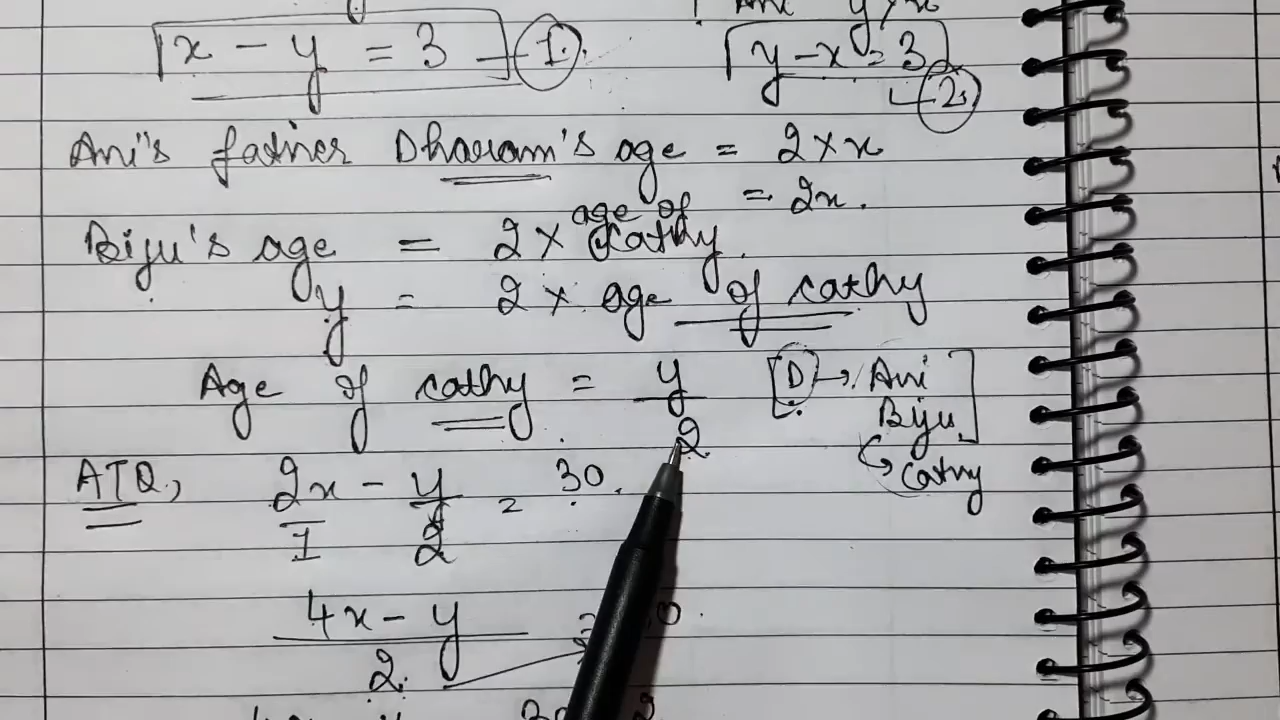 Ani y>x
x - y = 3 1.
y - x = 3 2.
Ani's father Dharam's age = 2 × x
= 2x.
Biju's age = 2 × age of cathy.
y = 2 × age of cathy
Age of cathy = y/2 [D → Ani
Biju]
→ Cathy
ATQ, 2x/1 - y/2 = 30.
4x - y
2.